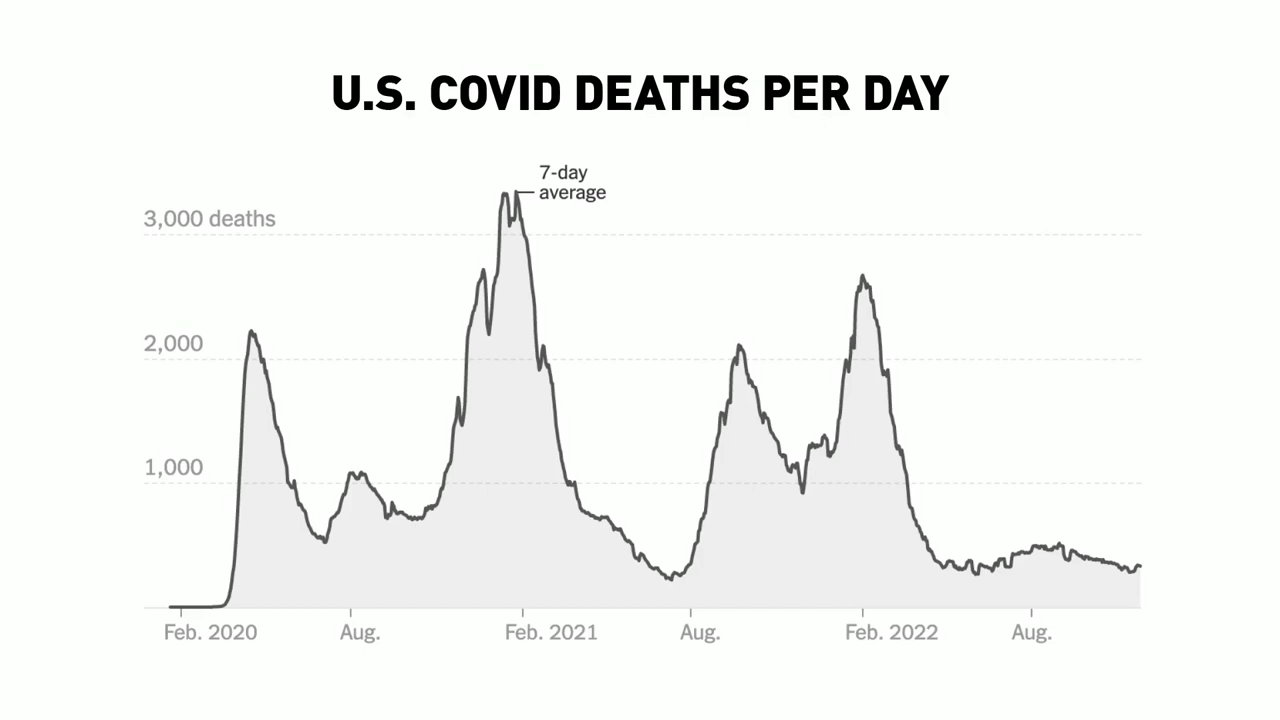 U.S. COVID DEATHS PER DAY
7-day
average
3,000 deaths
2,000
1,000
Feb. 2020
Aug.
Feb. 2021
Aug.
Feb. 2022
Aug.